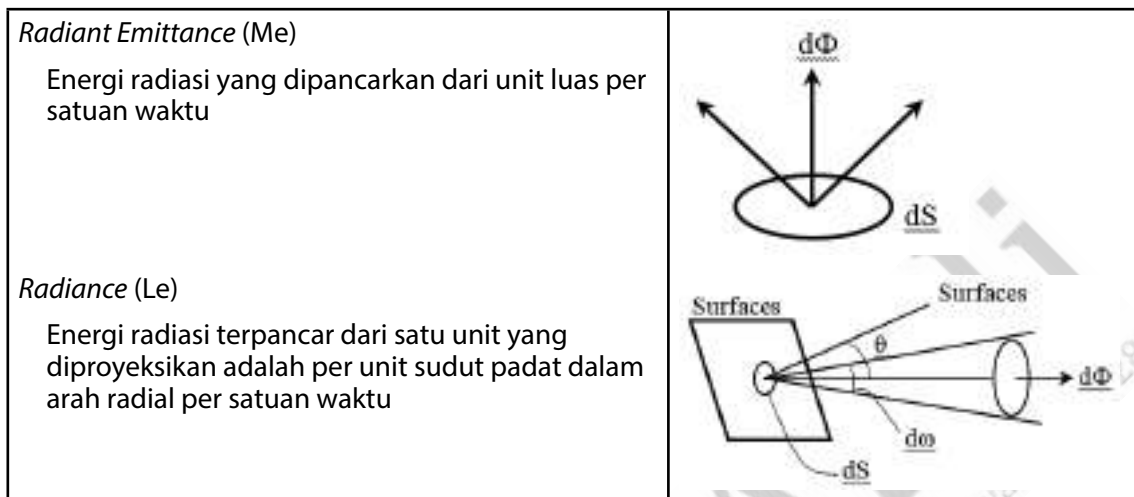 Radiant Emittance (Me)
Energi radiasi yang dipancarkan dari unit luas per
satuan waktu
dΦ
dS
Radiance (Le)
Energi radiasi terpancar dari satu unit yang
diproyeksikan adalah per unit sudut padat dalam
arah radial per satuan waktu
Surfaces
Surfaces
θ
dΦ
dω
dS